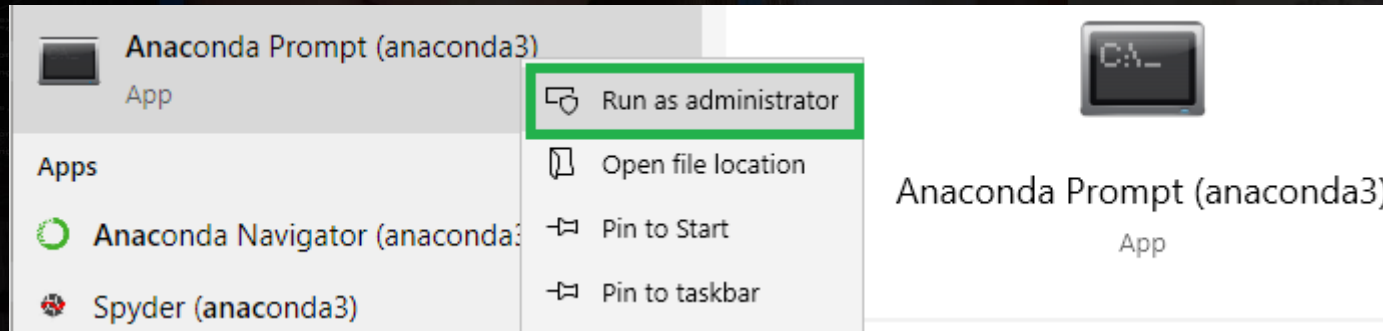 Anaconda Prompt (anaconda3)
App
Apps
Anaconda Navigator (anaconda3
Spyder (anaconda3)
Run as administrator
Open file location
Pin to Start
Pin to taskbar
C:\_
Anaconda Prompt (anaconda3)
App